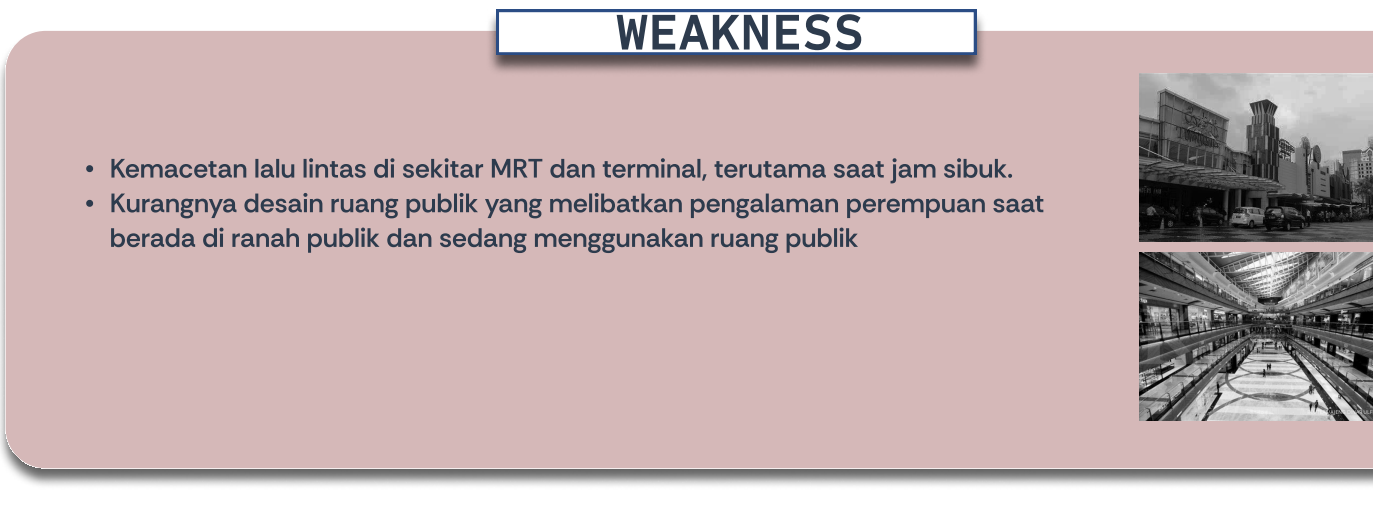 WEAKNESS
• Kemacetan lalu lintas di sekitar MRT dan terminal, terutama saat jam sibuk.
• Kurangnya desain ruang publik yang melibatkan pengalaman perempuan saat
berada di ranah publik dan sedang menggunakan ruang publik